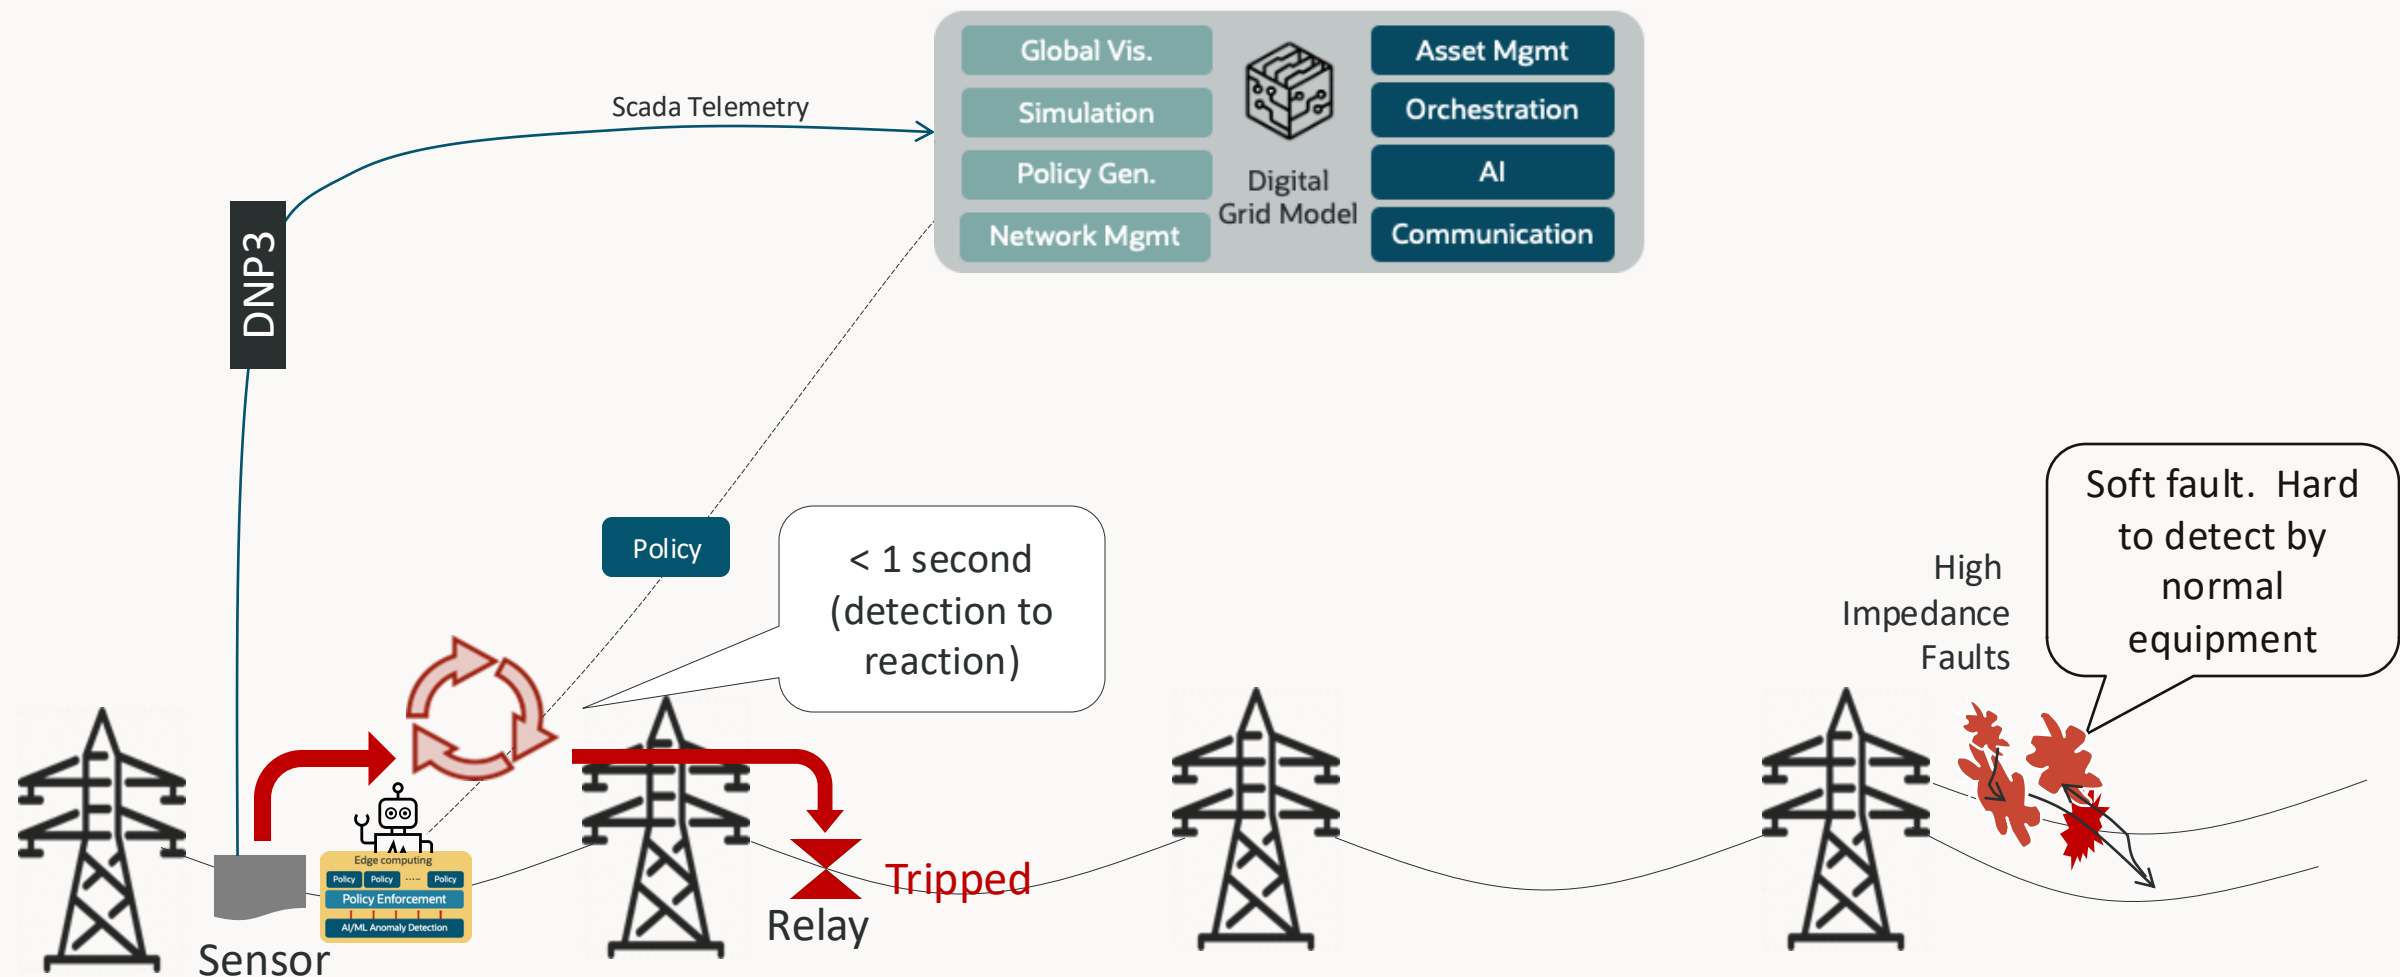 Global Vis.
Simulation
Policy Gen.
Network Mgmt
Digital
Grid Model
Asset Mgmt
Orchestration
AI
Communication
Scada Telemetry
DNP3
Policy
< 1 second
(detection to
reaction)
Soft fault.  Hard
to detect by
normal
equipment
High
Impedance
Faults
Edge computing
Policy
Policy
.....
Policy
Policy Enforcement
AI/ML Anomaly Detection
Sensor
Tripped
Relay